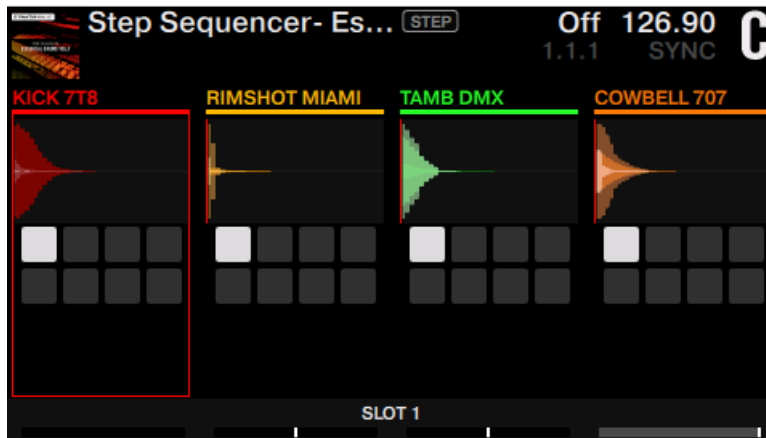 Step Sequencer- Es... STEP Off 126.90 C
1.1.1 SYNC
KICK 7T8 RIMSHOT MIAMI TAMB DMX COWBELL 707
SLOT 1